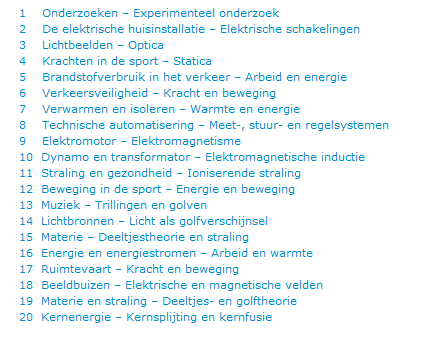 1 Onderzoeken – Experimenteel onderzoek
2 De elektrische huisinstallatie – Elektrische schakelingen
3 Lichtbeelden – Optica
4 Krachten in de sport – Statica
5 Brandstofverbruik in het verkeer – Arbeid en energie
6 Verkeersveiligheid – Kracht en beweging
7 Verwarmen en isoleren – Warmte en energie
8 Technische automatisering – Meet-, stuur- en regelsystemen
9 Elektromotor – Elektromagnetisme
10 Dynamo en transformator – Elektromagnetische inductie
11 Straling en gezondheid – Ioniserende straling
12 Beweging in de sport – Energie en beweging
13 Muziek – Trillingen en golven
14 Lichtbronnen – Licht als golfverschijnsel
15 Materie – Deeltjestheorie en straling
16 Energie en energiestromen – Arbeid en warmte
17 Ruimtevaart – Kracht en beweging
18 Beeldbuizen – Elektrische en magnetische velden
19 Materie en straling – Deeltjes- en golftheorie
20 Kernenergie – Kernsplijting en kernfusie